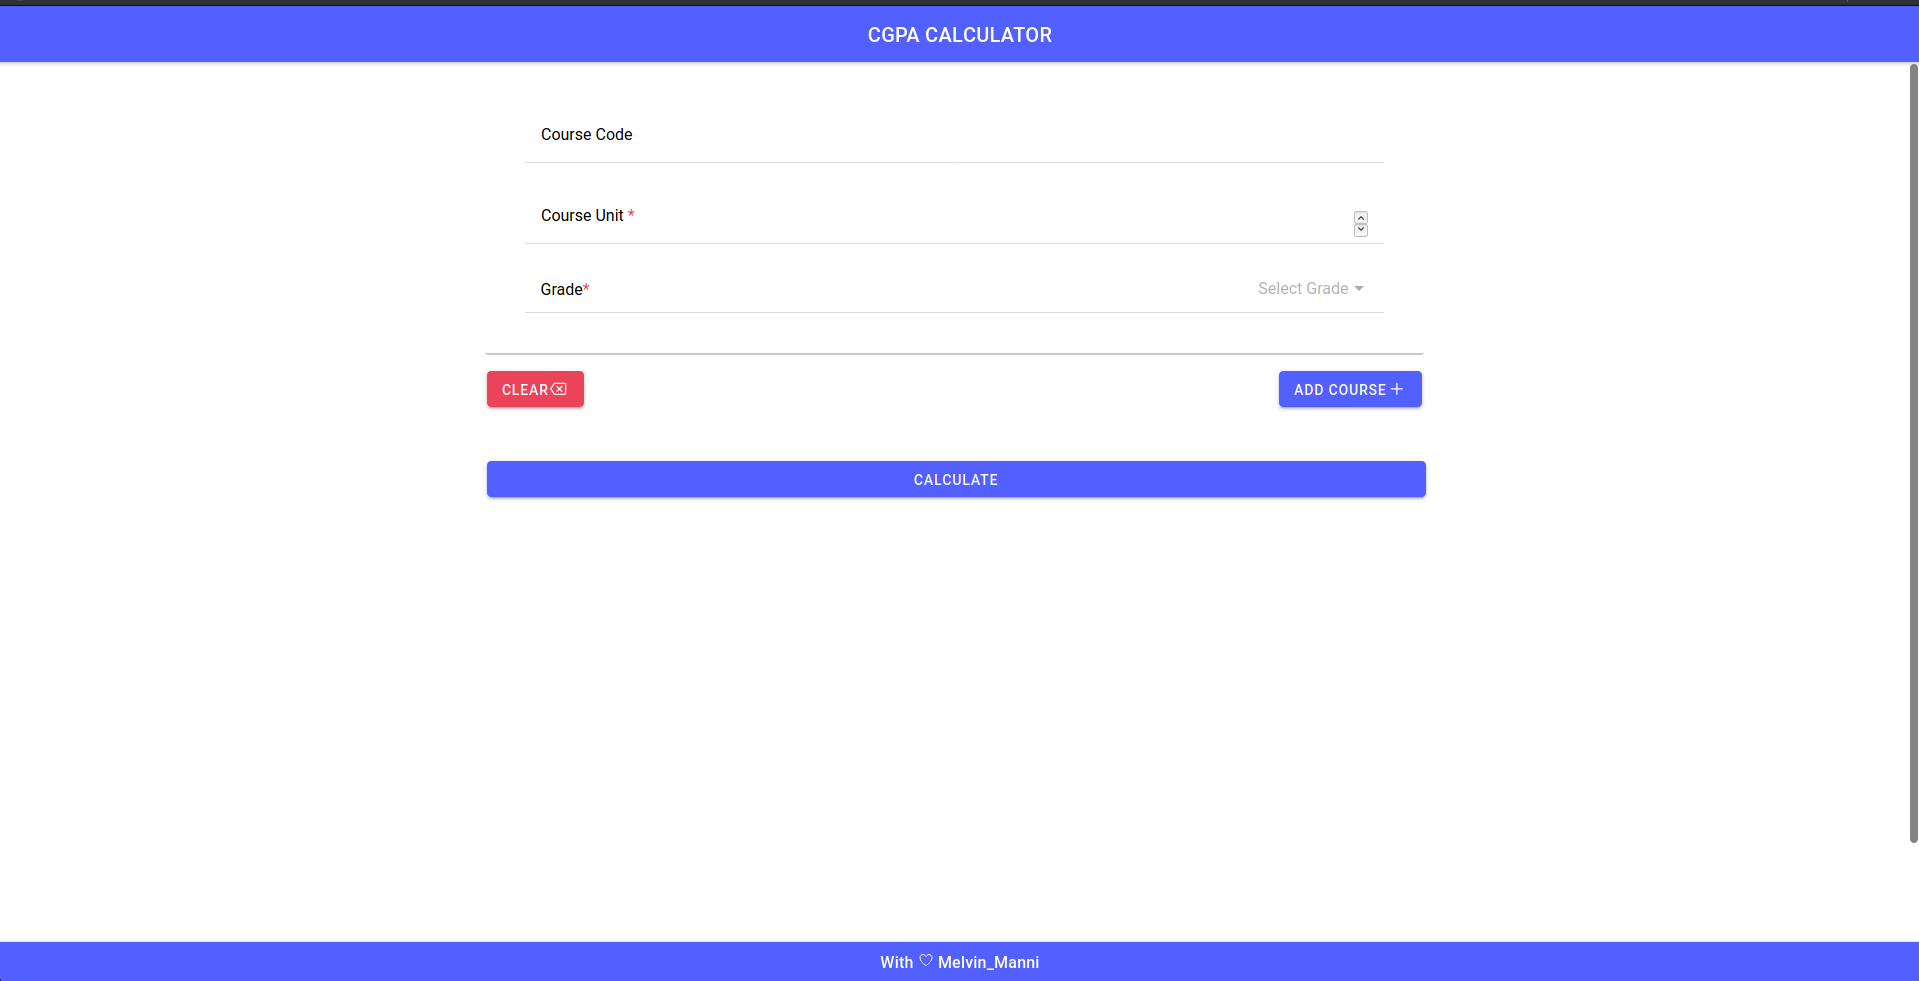 CGPA CALCULATOR
Course Code
Course Unit *
Grade*
Select Grade
CLEAR
ADD COURSE
CALCULATE
With ♡ Melvin_Manni